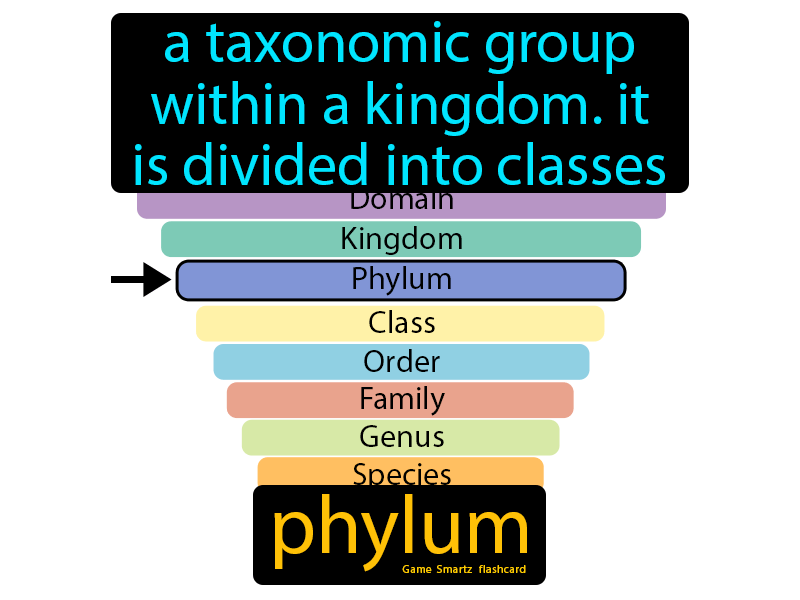 a taxonomic group
within a kingdom. it
is divided into classes
Domain
Kingdom
Phylum
Class
Order
Family
Genus
Species
phylum
Game Smartz flashcard